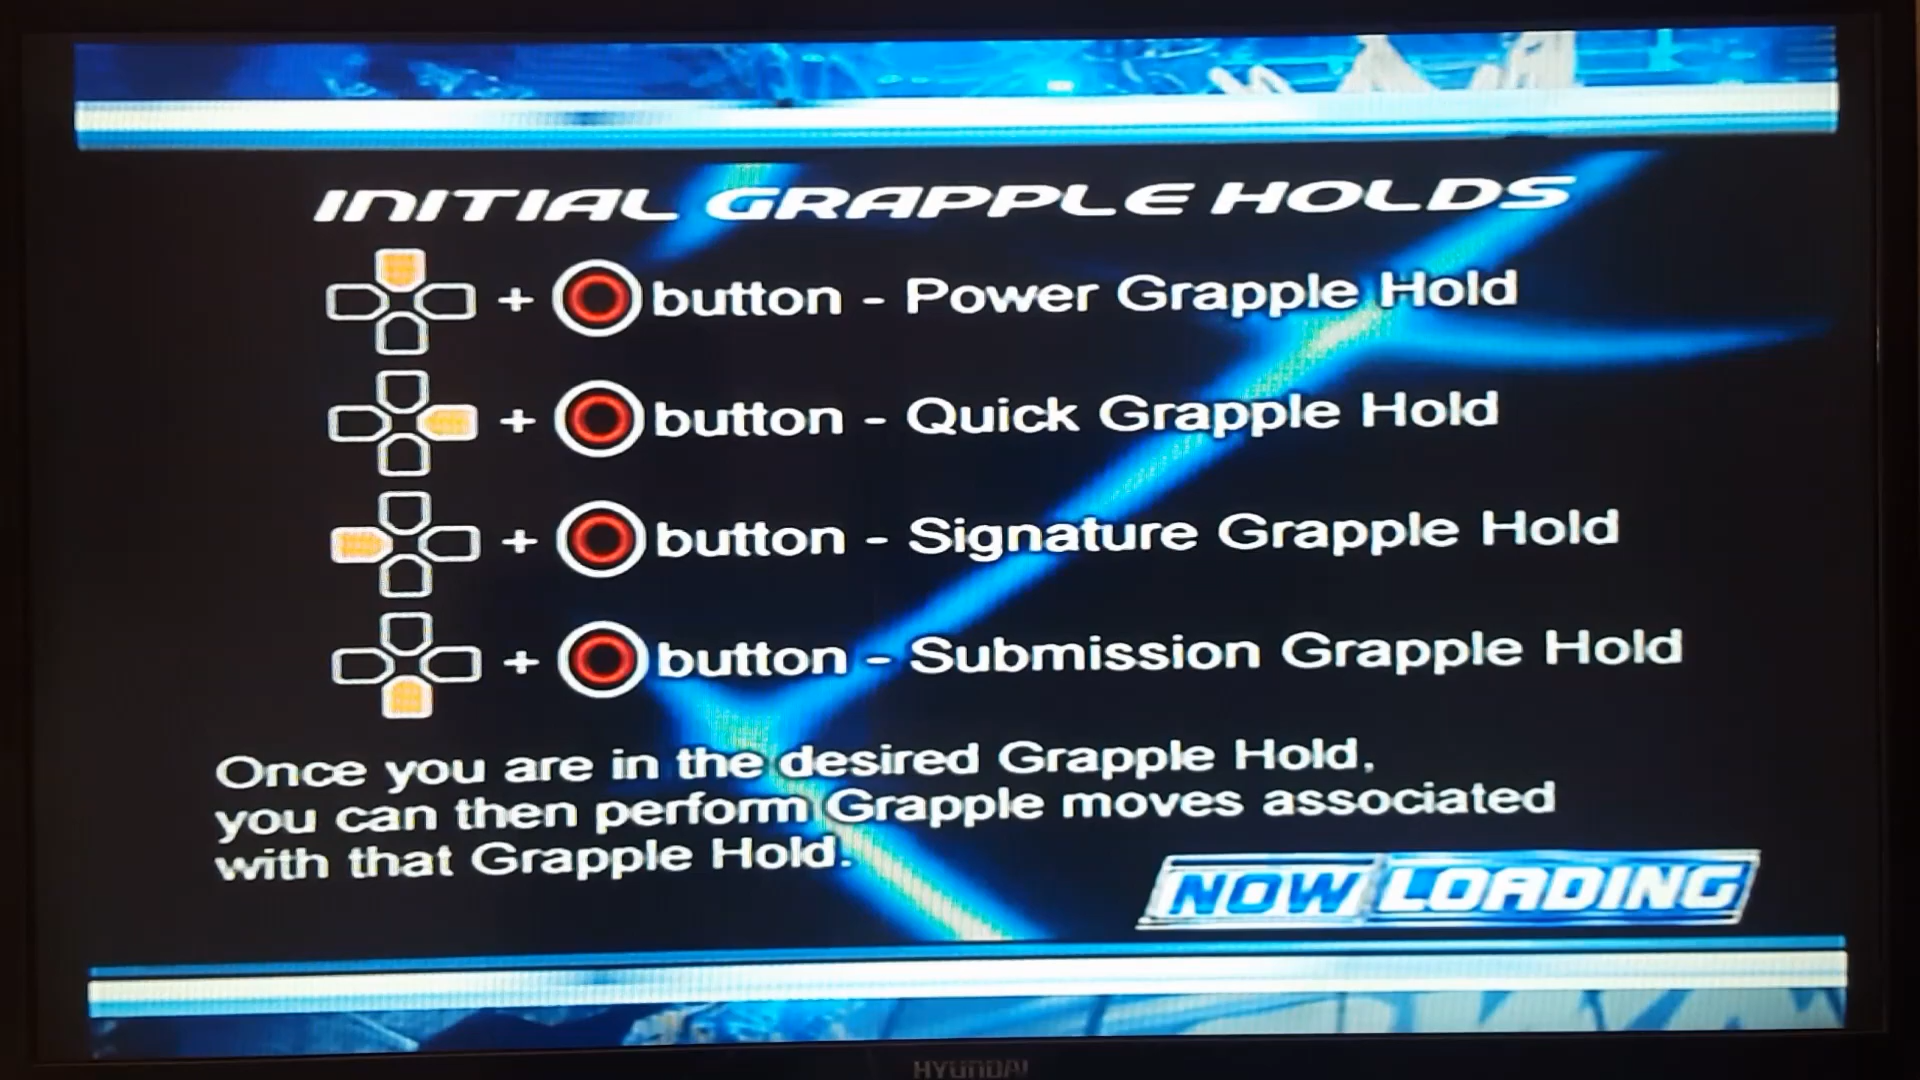 INITIAL GRAPPLE HOLDS
+ button - Power Grapple Hold
+ button - Quick Grapple Hold
+ button - Signature Grapple Hold
+ button - Submission Grapple Hold
Once you are in the desired Grapple Hold,
you can then perform Grapple moves associated
with that Grapple Hold.
NOW LOADING
HYUNDAI